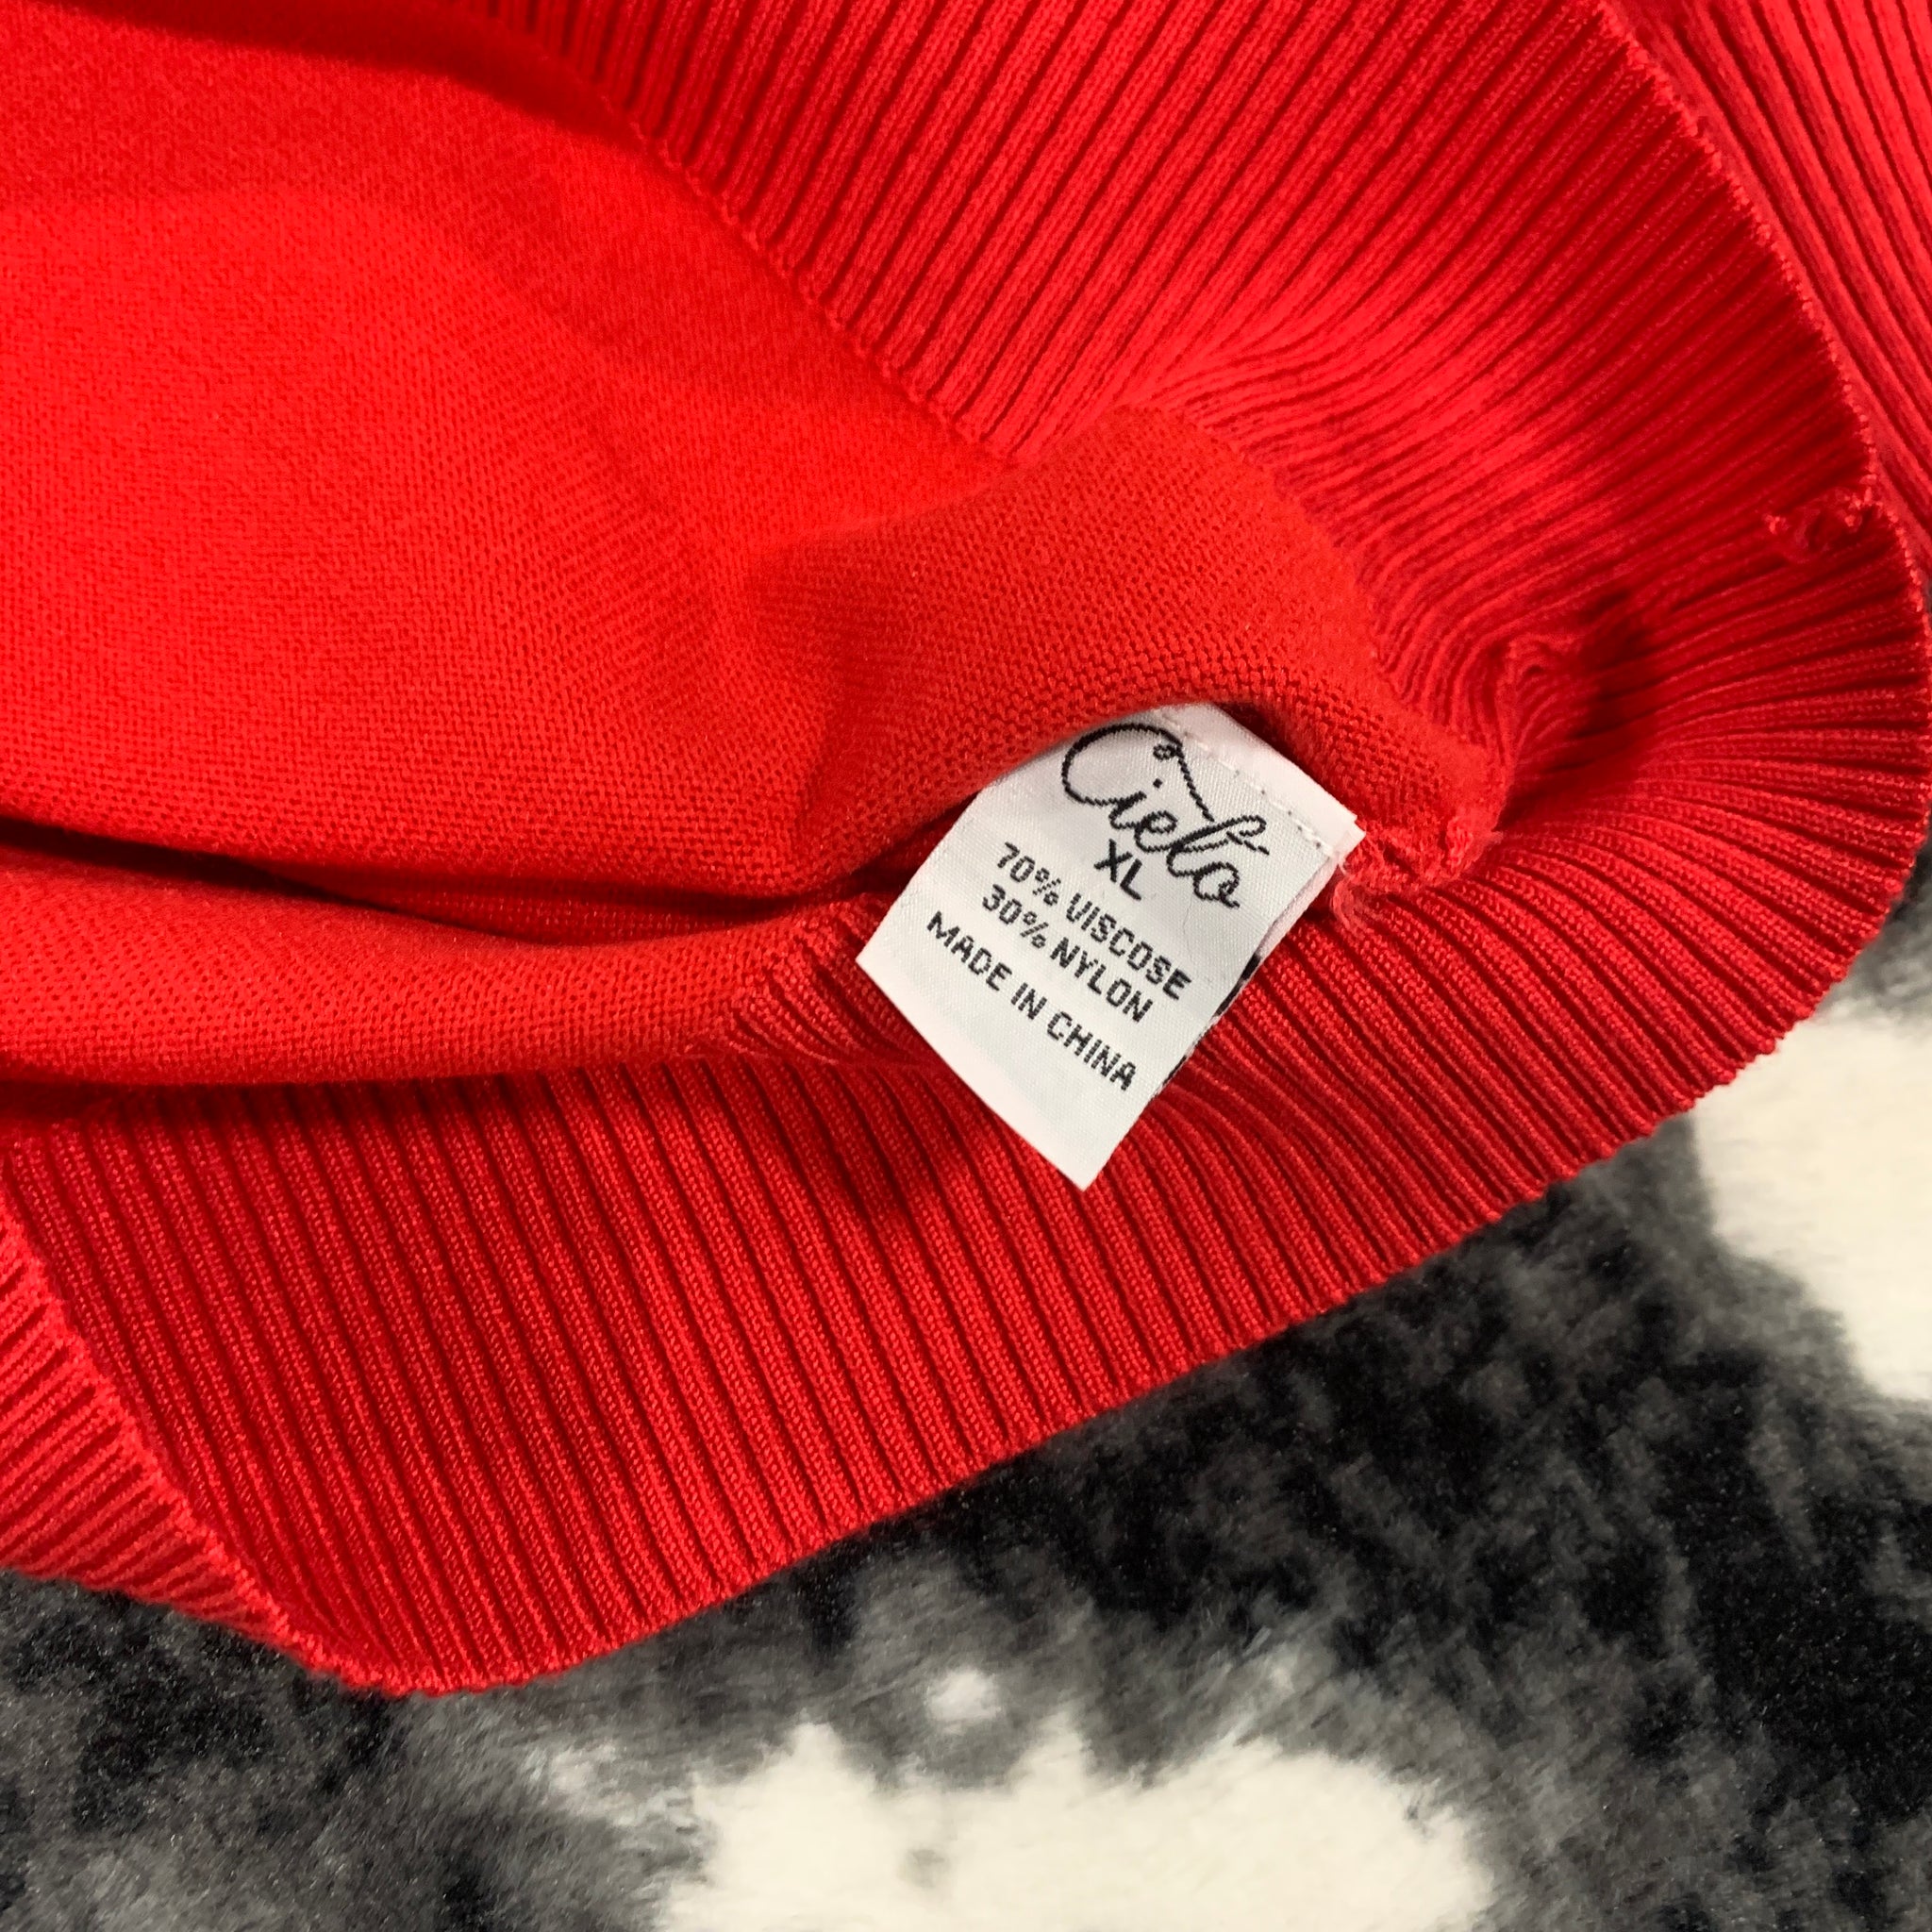 Cielo
XL
70% VISCOSE
30% NYLON
MADE IN CHINA